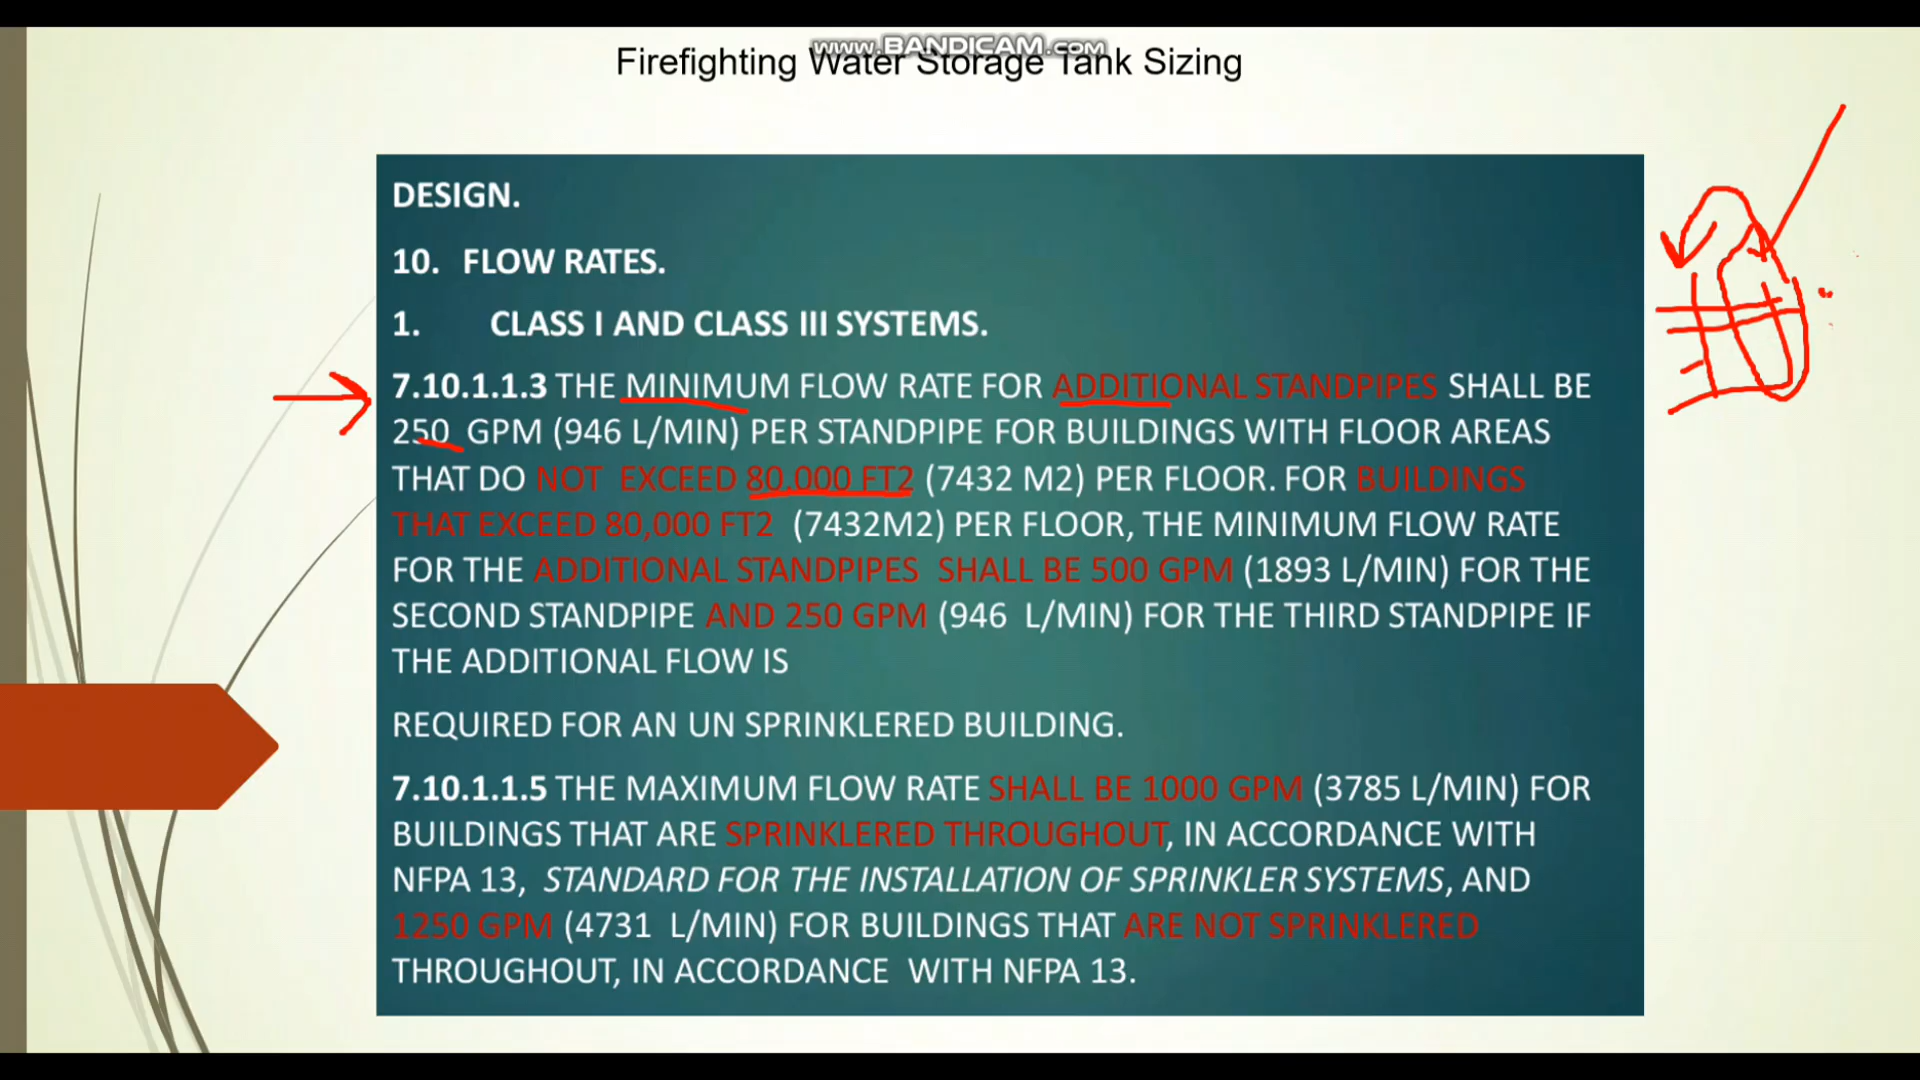 www.BANDICAM.com
Firefighting Water Storage Tank Sizing
DESIGN.
10. FLOW RATES.
1. CLASS I AND CLASS III SYSTEMS.
7.10.1.1.3 THE MINIMUM FLOW RATE FOR ADDITIONAL STANDPIPES SHALL BE
250 GPM (946 L/MIN) PER STANDPIPE FOR BUILDINGS WITH FLOOR AREAS
THAT DO NOT EXCEED 80,000 FT2 (7432 M2) PER FLOOR. FOR BUILDINGS
THAT EXCEED 80,000 FT2 (7432M2) PER FLOOR, THE MINIMUM FLOW RATE
FOR THE ADDITIONAL STANDPIPES SHALL BE 500 GPM (1893 L/MIN) FOR THE
SECOND STANDPIPE AND 250 GPM (946 L/MIN) FOR THE THIRD STANDPIPE IF
THE ADDITIONAL FLOW IS
REQUIRED FOR AN UN SPRINKLERED BUILDING.
7.10.1.1.5 THE MAXIMUM FLOW RATE SHALL BE 1000 GPM (3785 L/MIN) FOR
BUILDINGS THAT ARE SPRINKLERED THROUGHOUT, IN ACCORDANCE WITH
NFPA 13, STANDARD FOR THE INSTALLATION OF SPRINKLER SYSTEMS, AND
1250 GPM (4731 L/MIN) FOR BUILDINGS THAT ARE NOT SPRINKLERED
THROUGHOUT, IN ACCORDANCE WITH NFPA 13.